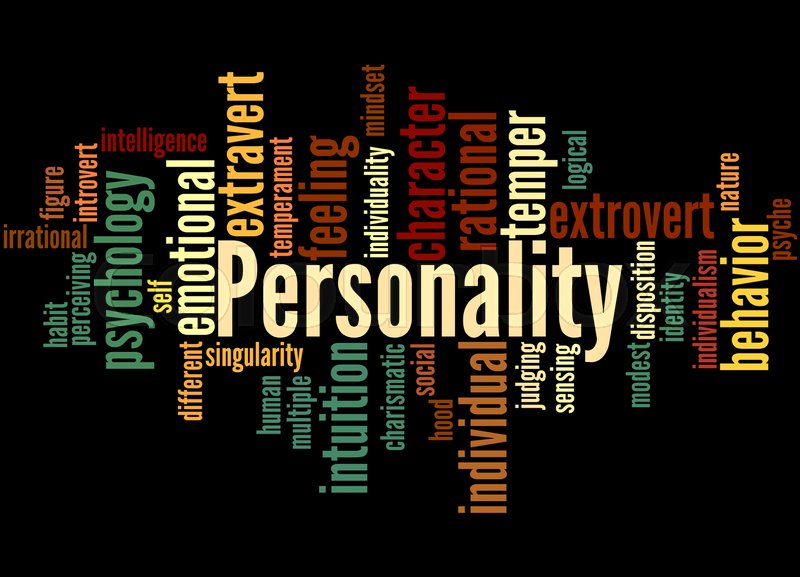 irrational
figure
introvert
habit
perceiving
intelligence
psychology
self
emotional
extravert
temperament
feeling
mindset
individuality
character
rational
temper
logical
extrovert
nature
psyche
Personality
disposition
identity
individualism
behavior
modest
different
singularity
human
multiple
intuition
charismatic
social
hood
individual
judging
sensing